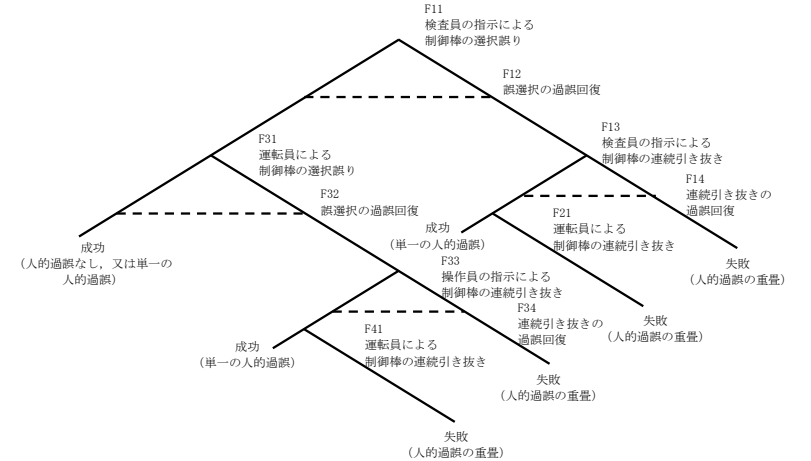 F11
検査員の指示による
制御棒の選択誤り
F12
誤選択の過誤回復
F13
検査員の指示による
制御棒の連続引き抜き
F31
運転員による
制御棒の選択誤り
F14
連続引き抜きの
過誤回復
F32
誤選択の過誤回復
F21
運転員による
制御棒の連続引き抜き
成功
（単一の人的過誤）
成功
（人的過誤なし，又は単一の
人的過誤）
F33
操作員の指示による
制御棒の連続引き抜き
失敗
（人的過誤の重畳）
F34
連続引き抜きの
過誤回復
失敗
（人的過誤の重畳）
F41
運転員による
制御棒の連続引き抜き
成功
（単一の人的過誤）
失敗
（人的過誤の重畳）
失敗
（人的過誤の重畳）